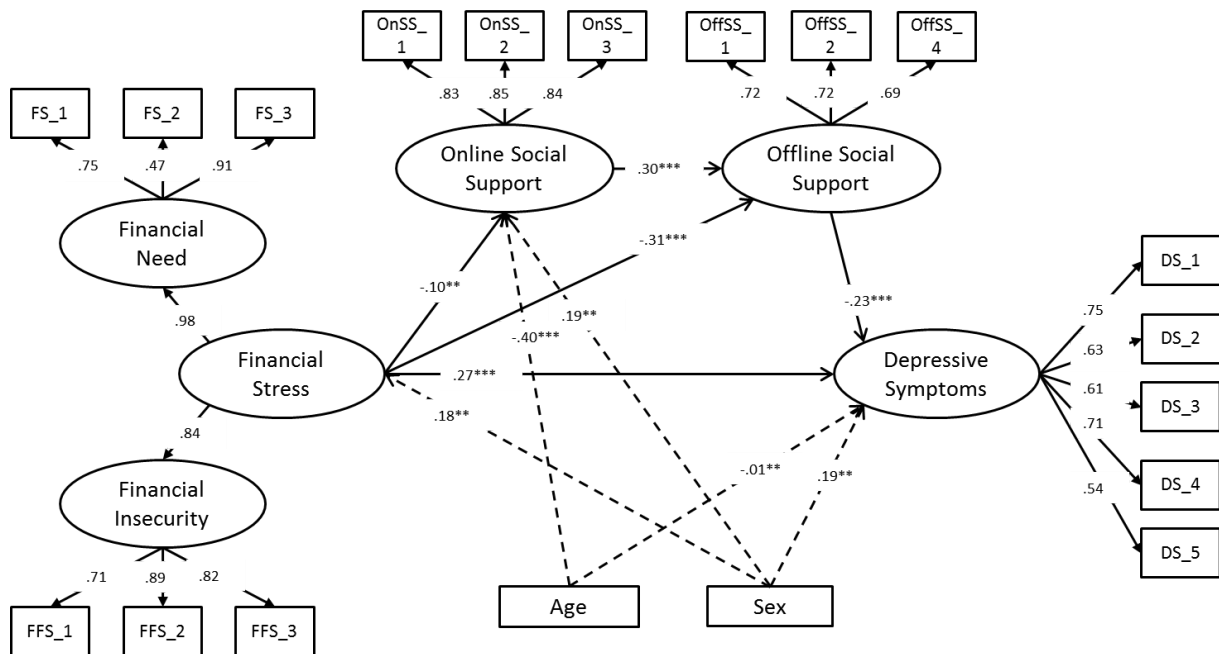 OnSS_
1
OnSS_
2
OnSS_
3
OffSS_
1
OffSS_
2
OffSS_
4
.83
.85
.84
.72
.72
.69
FS_1
FS_2
FS_3
.75
.47
.91
Online Social
Support
.30***
Offline Social
Support
Financial
Need
-.31***
-.10**
.19**
-.23***
.98
-.40***
Financial
Stress
.27***
.18**
Depressive
Symptoms
DS_1
DS_2
DS_3
DS_4
DS_5
.75
.63
.61
.71
.54
.84
-.01**
.19**
Financial
Insecurity
.71
.89
.82
FFS_1
FFS_2
FFS_3
Age
Sex